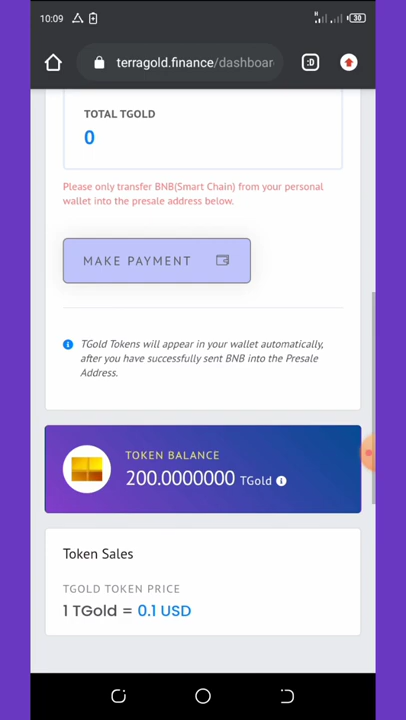 10:09
H
30
terragold.finance/dashboar
:D
TOTAL TGOLD
0
Please only transfer BNB(Smart Chain) from your personal
wallet into the presale address below.
MAKE PAYMENT
TGold Tokens will appear in your wallet automatically,
after you have successfully sent BNB into the Presale
Address.
TOKEN BALANCE
200.0000000 TGold
Token Sales
TGOLD TOKEN PRICE
1 TGold = 0.1 USD